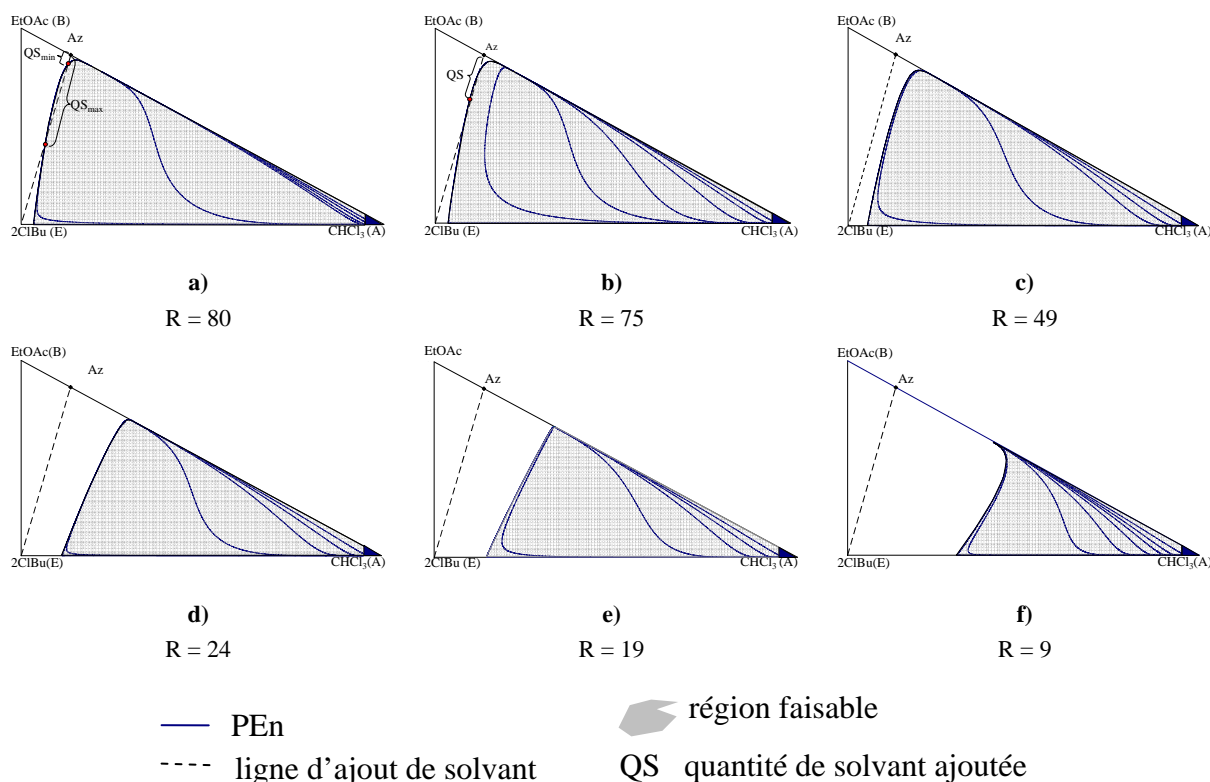 EtOAc (B)
Az
QSmin
QSmax
2ClBu (E)
CHCl3 (A)
a)
R = 80
EtOAc (B)
Az
QS
2ClBu (E)
CHCl3 (A)
b)
R = 75
EtOAc (B)
Az
2ClBu (E)
CHCl3 (A)
c)
R = 49
EtOAc(B)
Az
2ClBu(E)
CHCl3 (A)
d)
R = 24
EtOAc
Az
2ClBu (E)
CHCl3 (A)
e)
R = 19
EtOAc(B)
Az
2ClBu(E)
CHCl3 (A)
f)
R = 9
PEn
région faisable
ligne d'ajout de solvant
QS quantité de solvant ajoutée